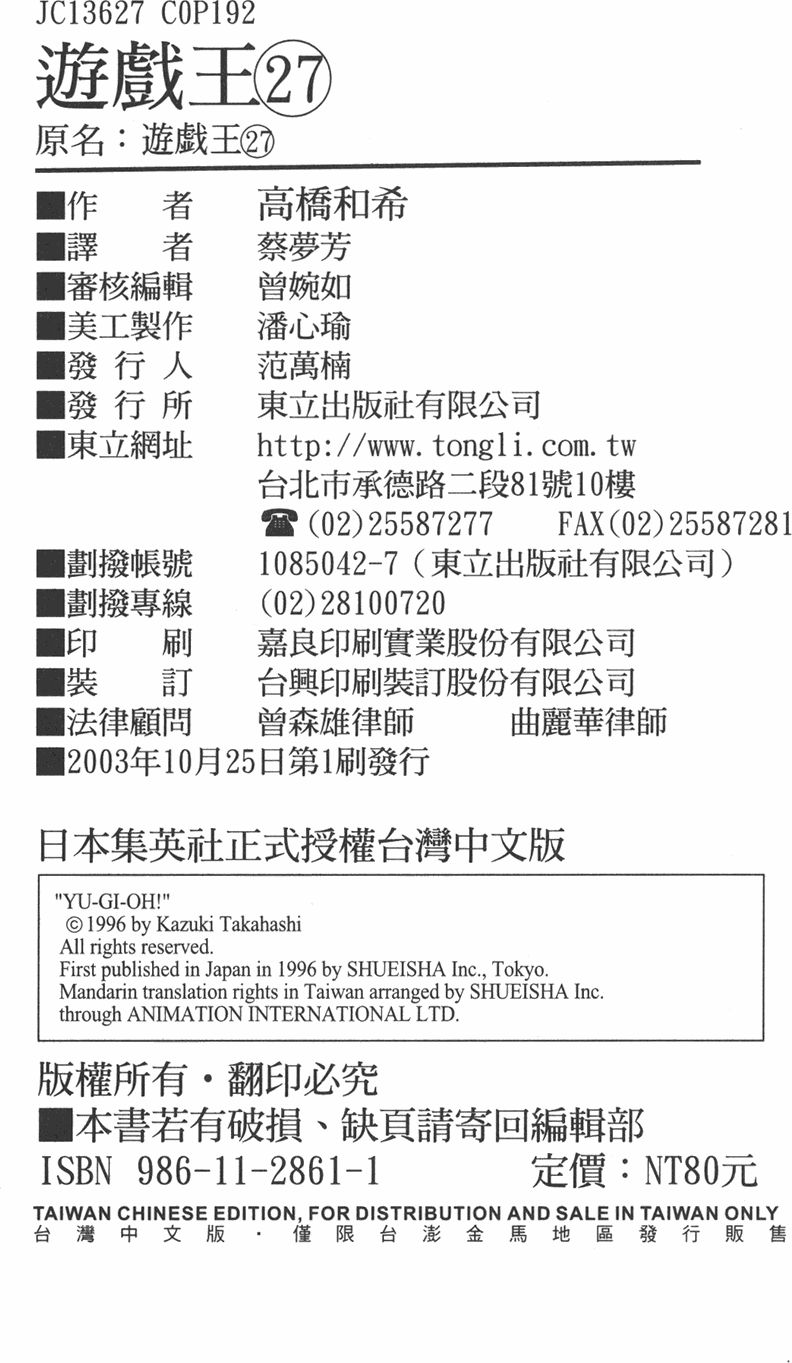 JC13627 C0P192
遊戲王㉗
原名：遊戯王㉗
■作　　者　　高橋和希
■譯　　者　　蔡夢芳
■審核編輯　　曾婉如
■美工製作　　潘心瑜
■發 行 人　　范萬楠
■發 行 所　　東立出版社有限公司
■東立網址　　http://www.tongli.com.tw
台北市承德路二段81號10樓
☎(02)25587277　　FAX(02)25587281
■劃撥帳號　　1085042-7（東立出版社有限公司）
■劃撥專線　　(02)28100720
■印　　刷　　嘉良印刷實業股份有限公司
■裝　　訂　　台興印刷裝訂股份有限公司
■法律顧問　　曾森雄律師　　　曲麗華律師
■2003年10月25日第1刷發行
日本集英社正式授權台灣中文版
"YU-GI-OH!"
©1996 by Kazuki Takahashi
All rights reserved.
First published in Japan in 1996 by SHUEISHA Inc., Tokyo.
Mandarin translation rights in Taiwan arranged by SHUEISHA Inc.
through ANIMATION INTERNATIONAL LTD.
版權所有・翻印必究
■本書若有破損、缺頁請寄回編輯部
ISBN 986-11-2861-1　　　定價：NT80元
TAIWAN CHINESE EDITION, FOR DISTRIBUTION AND SALE IN TAIWAN ONLY
台灣中文版・僅限台澎金馬地區發行販售